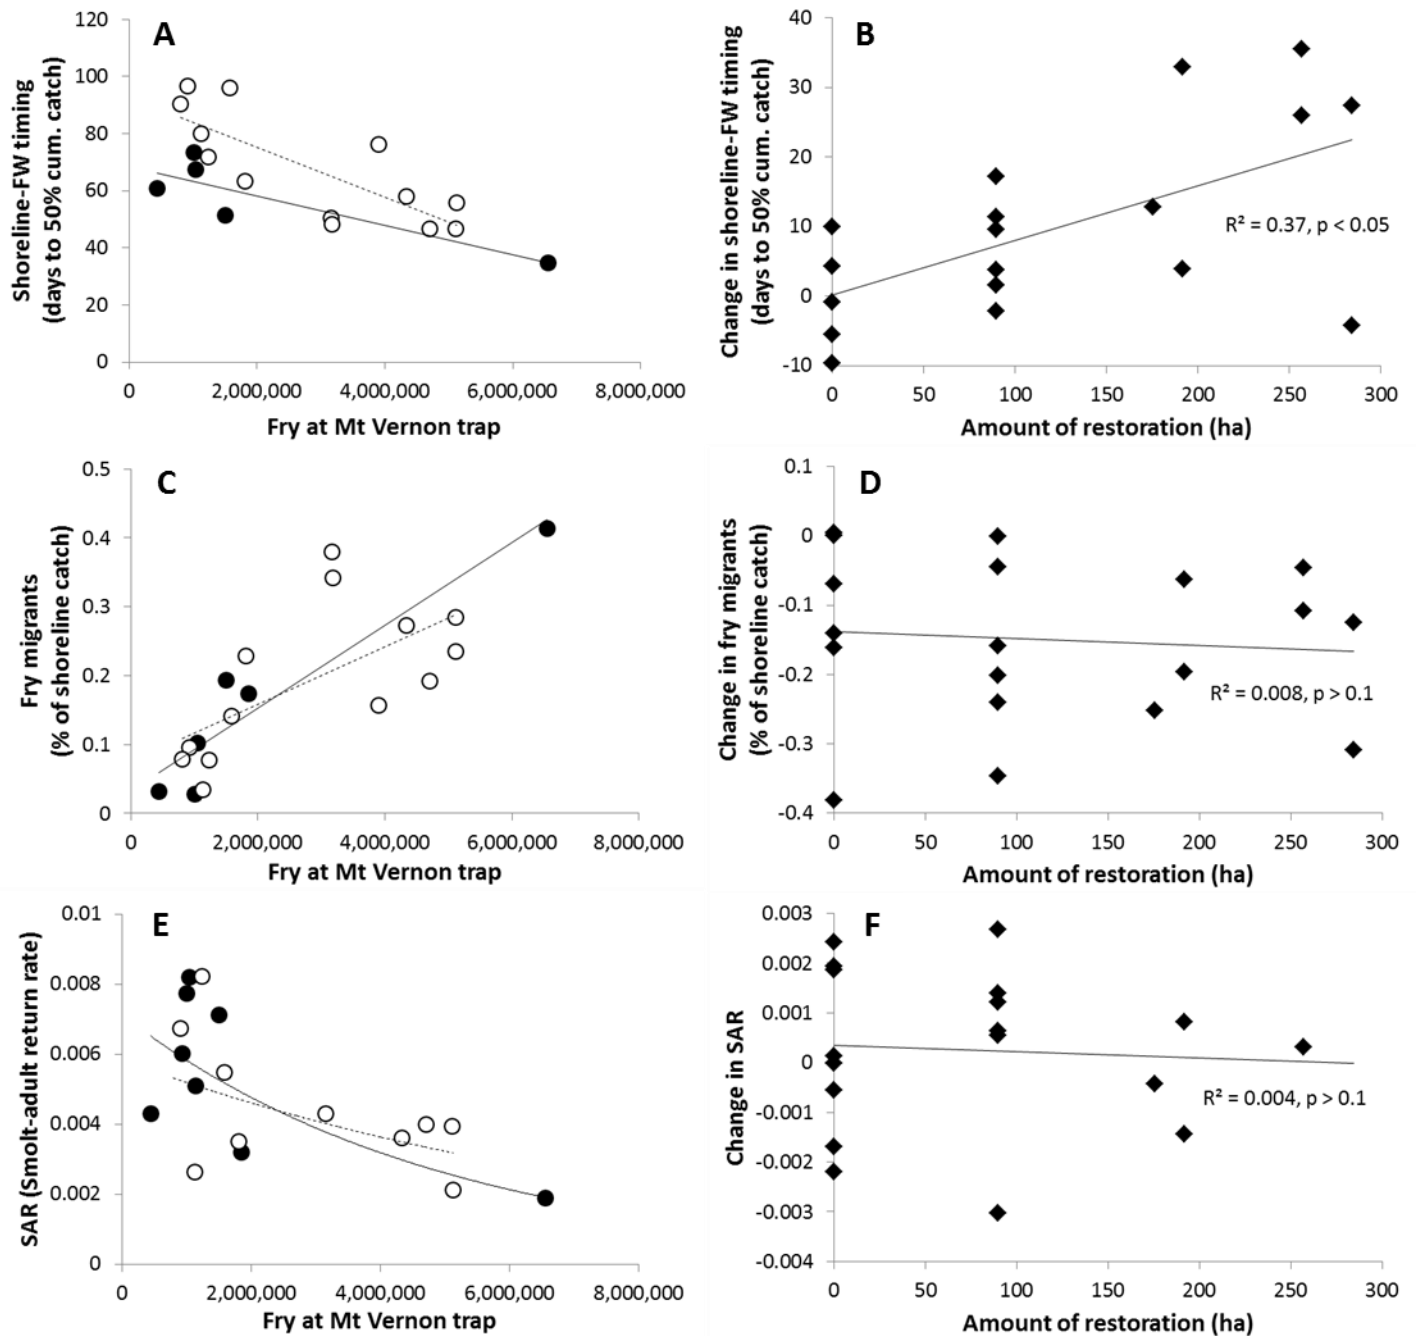 A
Shoreline-FW timing
(days to 50% cum. catch)
120
100
80
60
40
20
0
0 2,000,000 4,000,000 6,000,000 8,000,000
Fry at Mt Vernon trap
B
Change in shoreline-FW timing
(days to 50% cum. catch)
40
30
20
10
0
-10
R² = 0.37, p < 0.05
0 50 100 150 200 250 300
Amount of restoration (ha)
C
Fry migrants
(% of shoreline catch)
0.5
0.4
0.3
0.2
0.1
0
0 2,000,000 4,000,000 6,000,000 8,000,000
Fry at Mt Vernon trap
D
Change in fry migrants
(% of shoreline catch)
0.1
0
-0.1
-0.2
-0.3
-0.4
R² = 0.008, p > 0.1
0 50 100 150 200 250 300
Amount of restoration (ha)
E
SAR (Smolt-adult return rate)
0.01
0.008
0.006
0.004
0.002
0
0 2,000,000 4,000,000 6,000,000 8,000,000
Fry at Mt Vernon trap
F
Change in SAR
0.003
0.002
0.001
0
-0.001
-0.002
-0.003
-0.004
R² = 0.004, p > 0.1
0 50 100 150 200 250 300
Amount of restoration (ha)